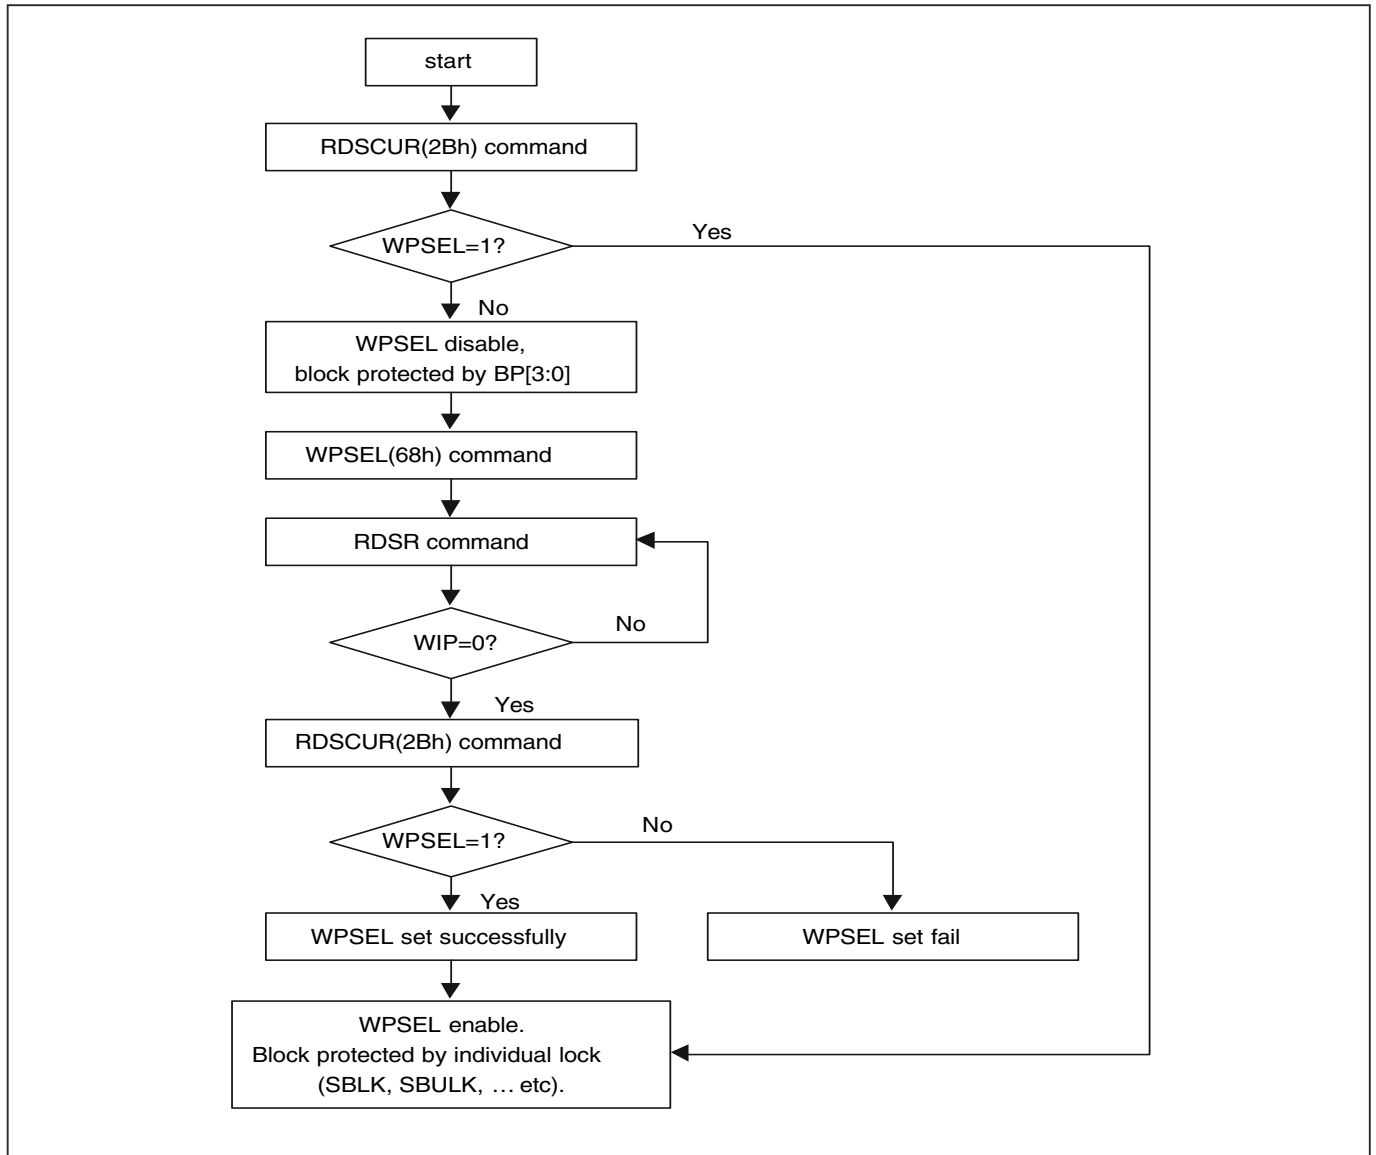 start
RDSCUR(2Bh) command
WPSEL=1?
Yes
No
WPSEL disable,
block protected by BP[3:0]
WPSEL(68h) command
RDSR command
WIP=0?
No
Yes
RDSCUR(2Bh) command
WPSEL=1?
No
Yes
WPSEL set successfully
WPSEL set fail
WPSEL enable.
Block protected by individual lock
(SBLK, SBULK, … etc).